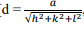 [d = a / √(h² + k² + l²)